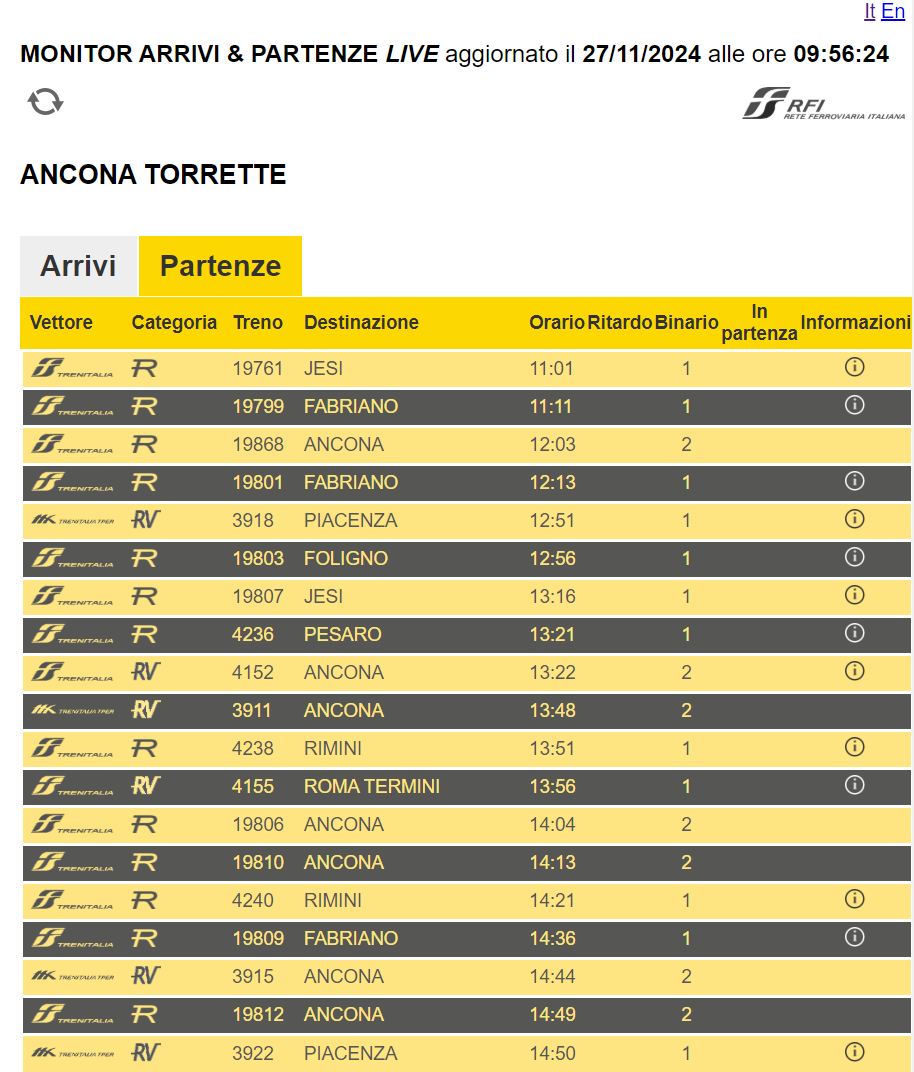 It En
MONITOR ARRIVI & PARTENZE LIVE aggiornato il 27/11/2024 alle ore 09:56:24
RFI
RETE FERROVIARIA ITALIANA
ANCONA TORRETTE
Arrivi Partenze
Vettore Categoria Treno Destinazione Orario Ritardo Binario In partenza Informazioni
TRENITALIA R 19761 JESI 11:01 1
TRENITALIA R 19799 FABRIANO 11:11 1
TRENITALIA R 19868 ANCONA 12:03 2
TRENITALIA R 19801 FABRIANO 12:13 1
TRENITALIA TPER RV 3918 PIACENZA 12:51 1
TRENITALIA R 19803 FOLIGNO 12:56 1
TRENITALIA R 19807 JESI 13:16 1
TRENITALIA R 4236 PESARO 13:21 1
TRENITALIA RV 4152 ANCONA 13:22 2
TRENITALIA TPER RV 3911 ANCONA 13:48 2
TRENITALIA R 4238 RIMINI 13:51 1
TRENITALIA RV 4155 ROMA TERMINI 13:56 1
TRENITALIA R 19806 ANCONA 14:04 2
TRENITALIA R 19810 ANCONA 14:13 2
TRENITALIA R 4240 RIMINI 14:21 1
TRENITALIA R 19809 FABRIANO 14:36 1
TRENITALIA TPER RV 3915 ANCONA 14:44 2
TRENITALIA R 19812 ANCONA 14:49 2
TRENITALIA TPER RV 3922 PIACENZA 14:50 1